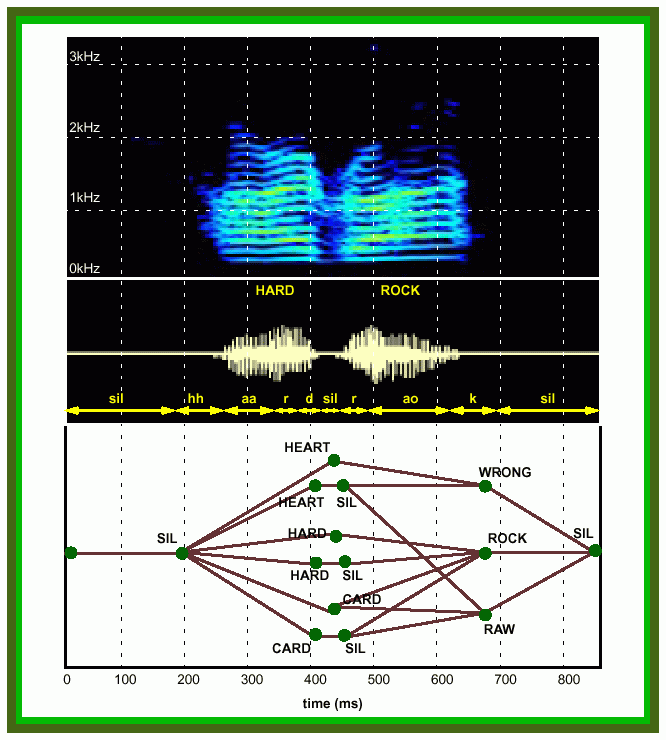 3kHz
2kHz
1kHz
0kHz
HARD ROCK
sil hh aa r d sil r ao k sil
HEART
WRONG
HEART SIL
SIL HARD ROCK SIL
HARD SIL
CARD
RAW
CARD SIL
0 100 200 300 400 500 600 700 800
time (ms)